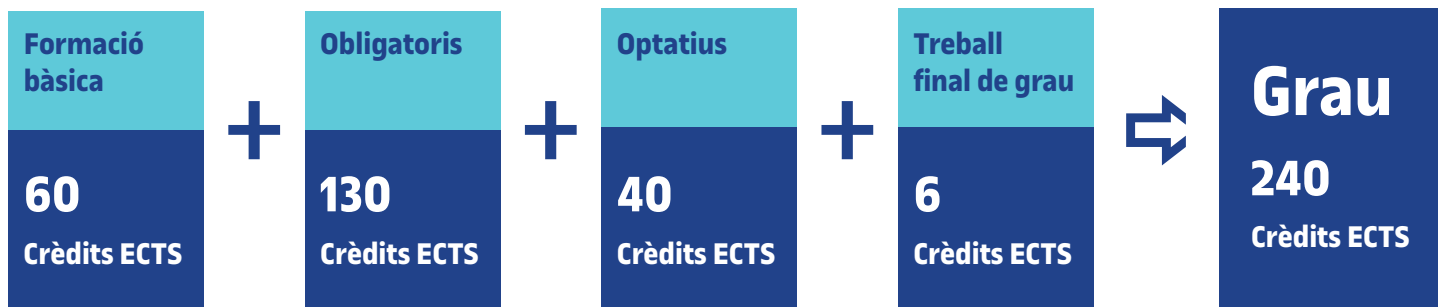 Formació
bàsica
60
Crèdits ECTS
+
Obligatoris
130
Crèdits ECTS
+
Optatius
40
Crèdits ECTS
+
Treball
final de grau
6
Crèdits ECTS
Grau
240
Crèdits ECTS